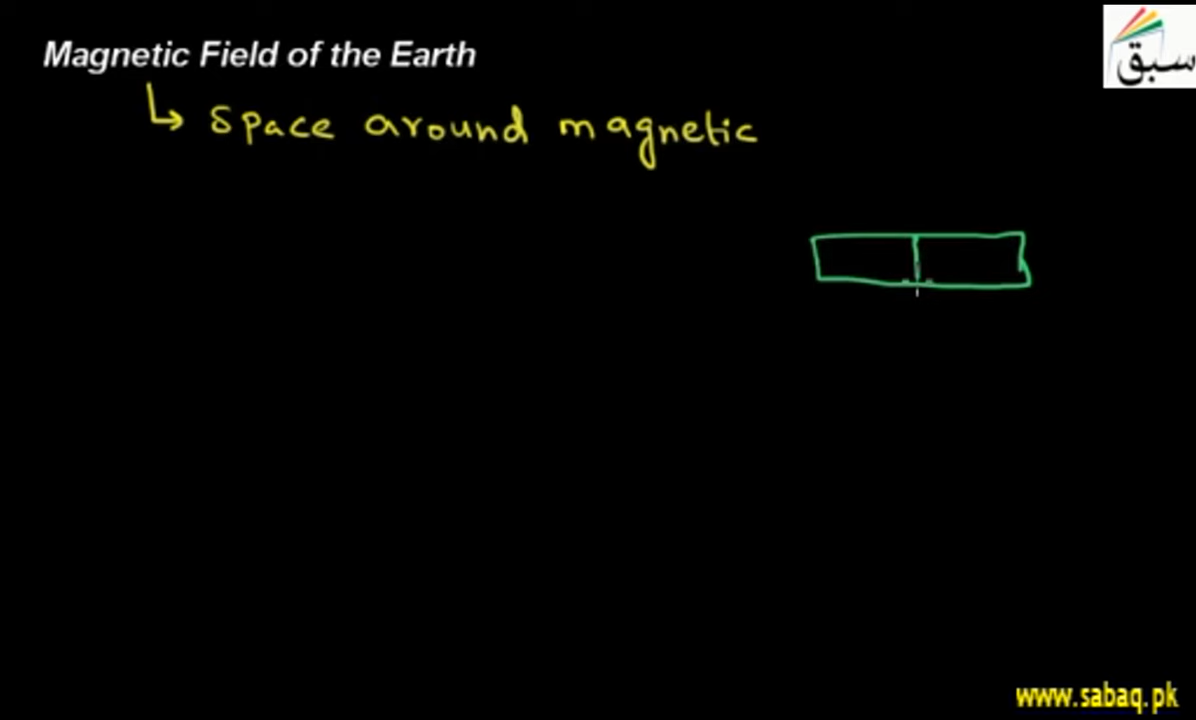 Magnetic Field of the Earth
سبق
space around magnetic
www.sabaq.pk